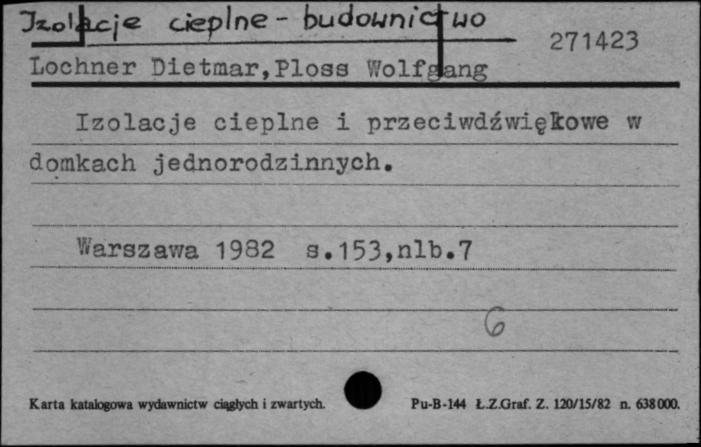 Izolacje cieplne - budownictwo
271423
Lochner Dietmar,Ploss Wolfgang
Izolacje cieplne i przeciwdźwiękowe w
domkach jednorodzinnych.
Warszawa 1982 s.153,nlb.7
6
Karta katalogowa wydawnictw ciągłych i zwartych. Pu-B-144 Ł.Z.Graf. Z. 120/15/82 n. 638000.